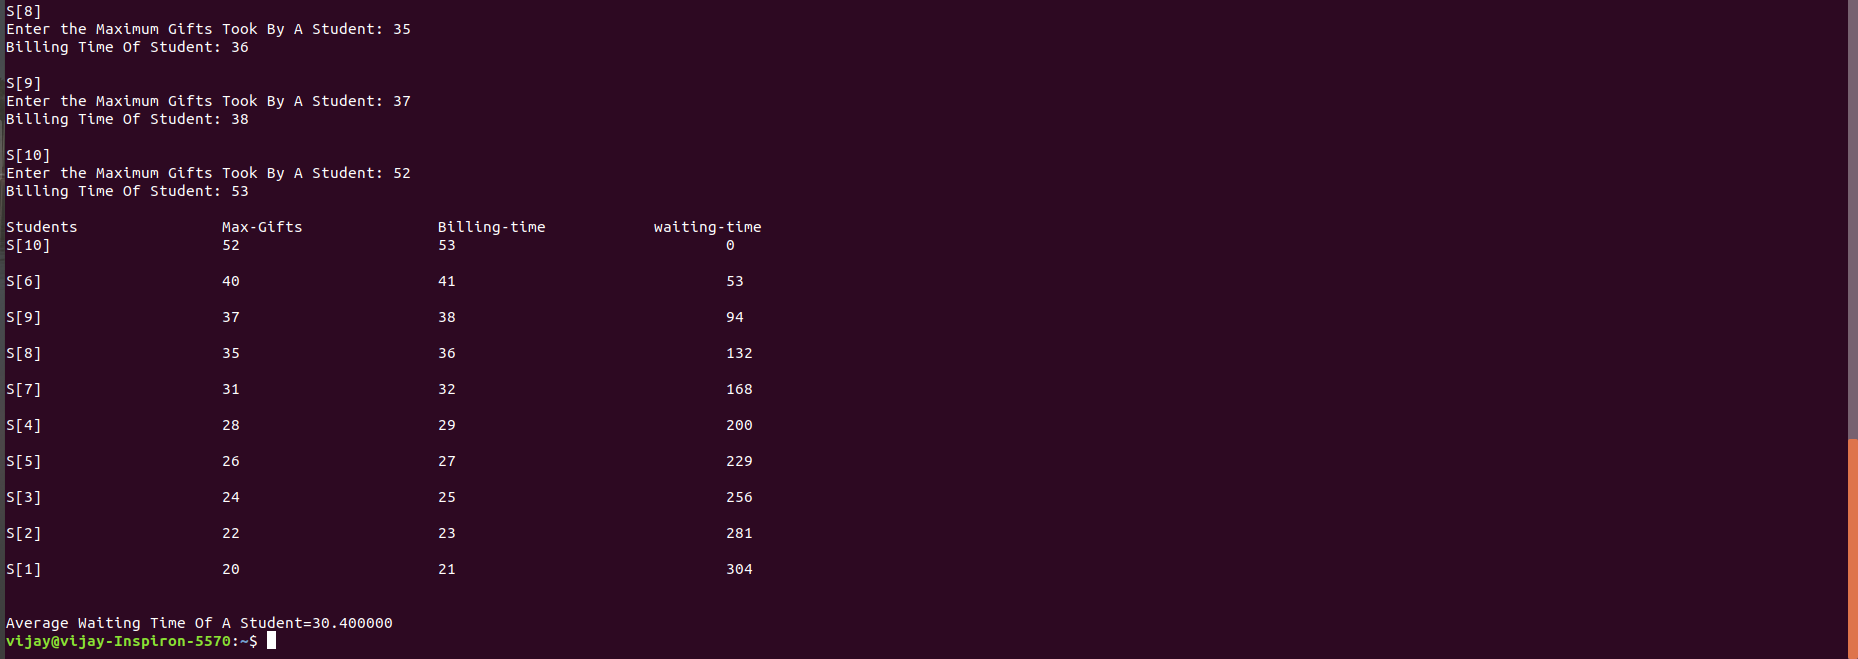 S[8]
Enter the Maximum Gifts Took By A Student: 35
Billing Time Of Student: 36
S[9]
Enter the Maximum Gifts Took By A Student: 37
Billing Time Of Student: 38
S[10]
Enter the Maximum Gifts Took By A Student: 52
Billing Time Of Student: 53
Students Max-Gifts Billing-time waiting-time
S[10] 52 53 0
S[6] 40 41 53
S[9] 37 38 94
S[8] 35 36 132
S[7] 31 32 168
S[4] 28 29 200
S[5] 26 27 229
S[3] 24 25 256
S[2] 22 23 281
S[1] 20 21 304
Average Waiting Time Of A Student=30.400000
vijay@vijay-Inspiron-5570:~$